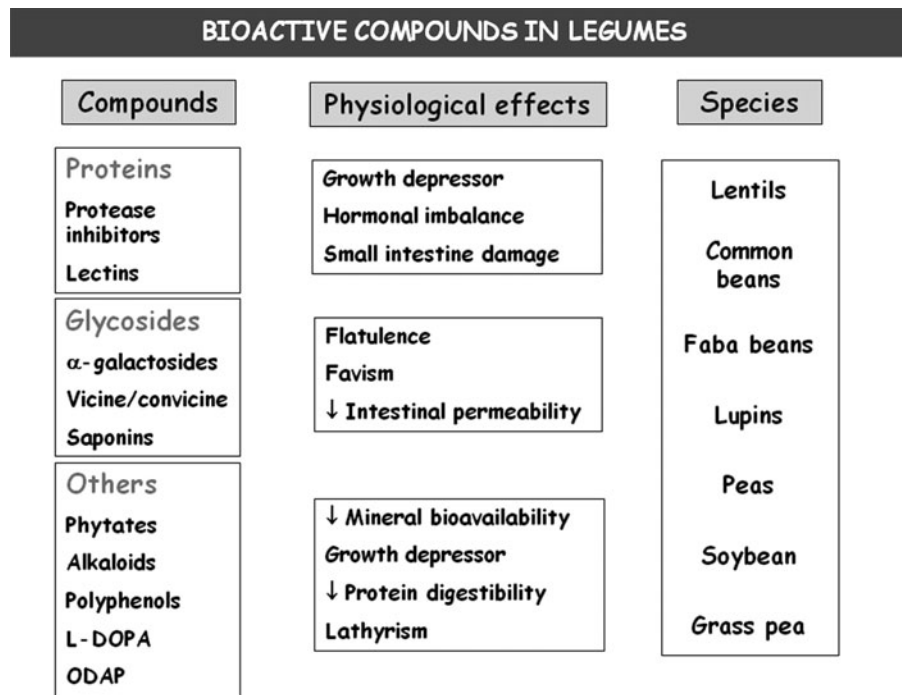 BIOACTIVE COMPOUNDS IN LEGUMES
Compounds
Proteins
Protease
inhibitors
Lectins
Glycosides
α-galactosides
Vicine/convicine
Saponins
Others
Phytates
Alkaloids
Polyphenols
L-DOPA
ODAP
Physiological effects
Growth depressor
Hormonal imbalance
Small intestine damage
Flatulence
Favism
↓ Intestinal permeability
↓ Mineral bioavailability
Growth depressor
↓ Protein digestibility
Lathyrism
Species
Lentils
Common
beans
Faba beans
Lupins
Peas
Soybean
Grass pea